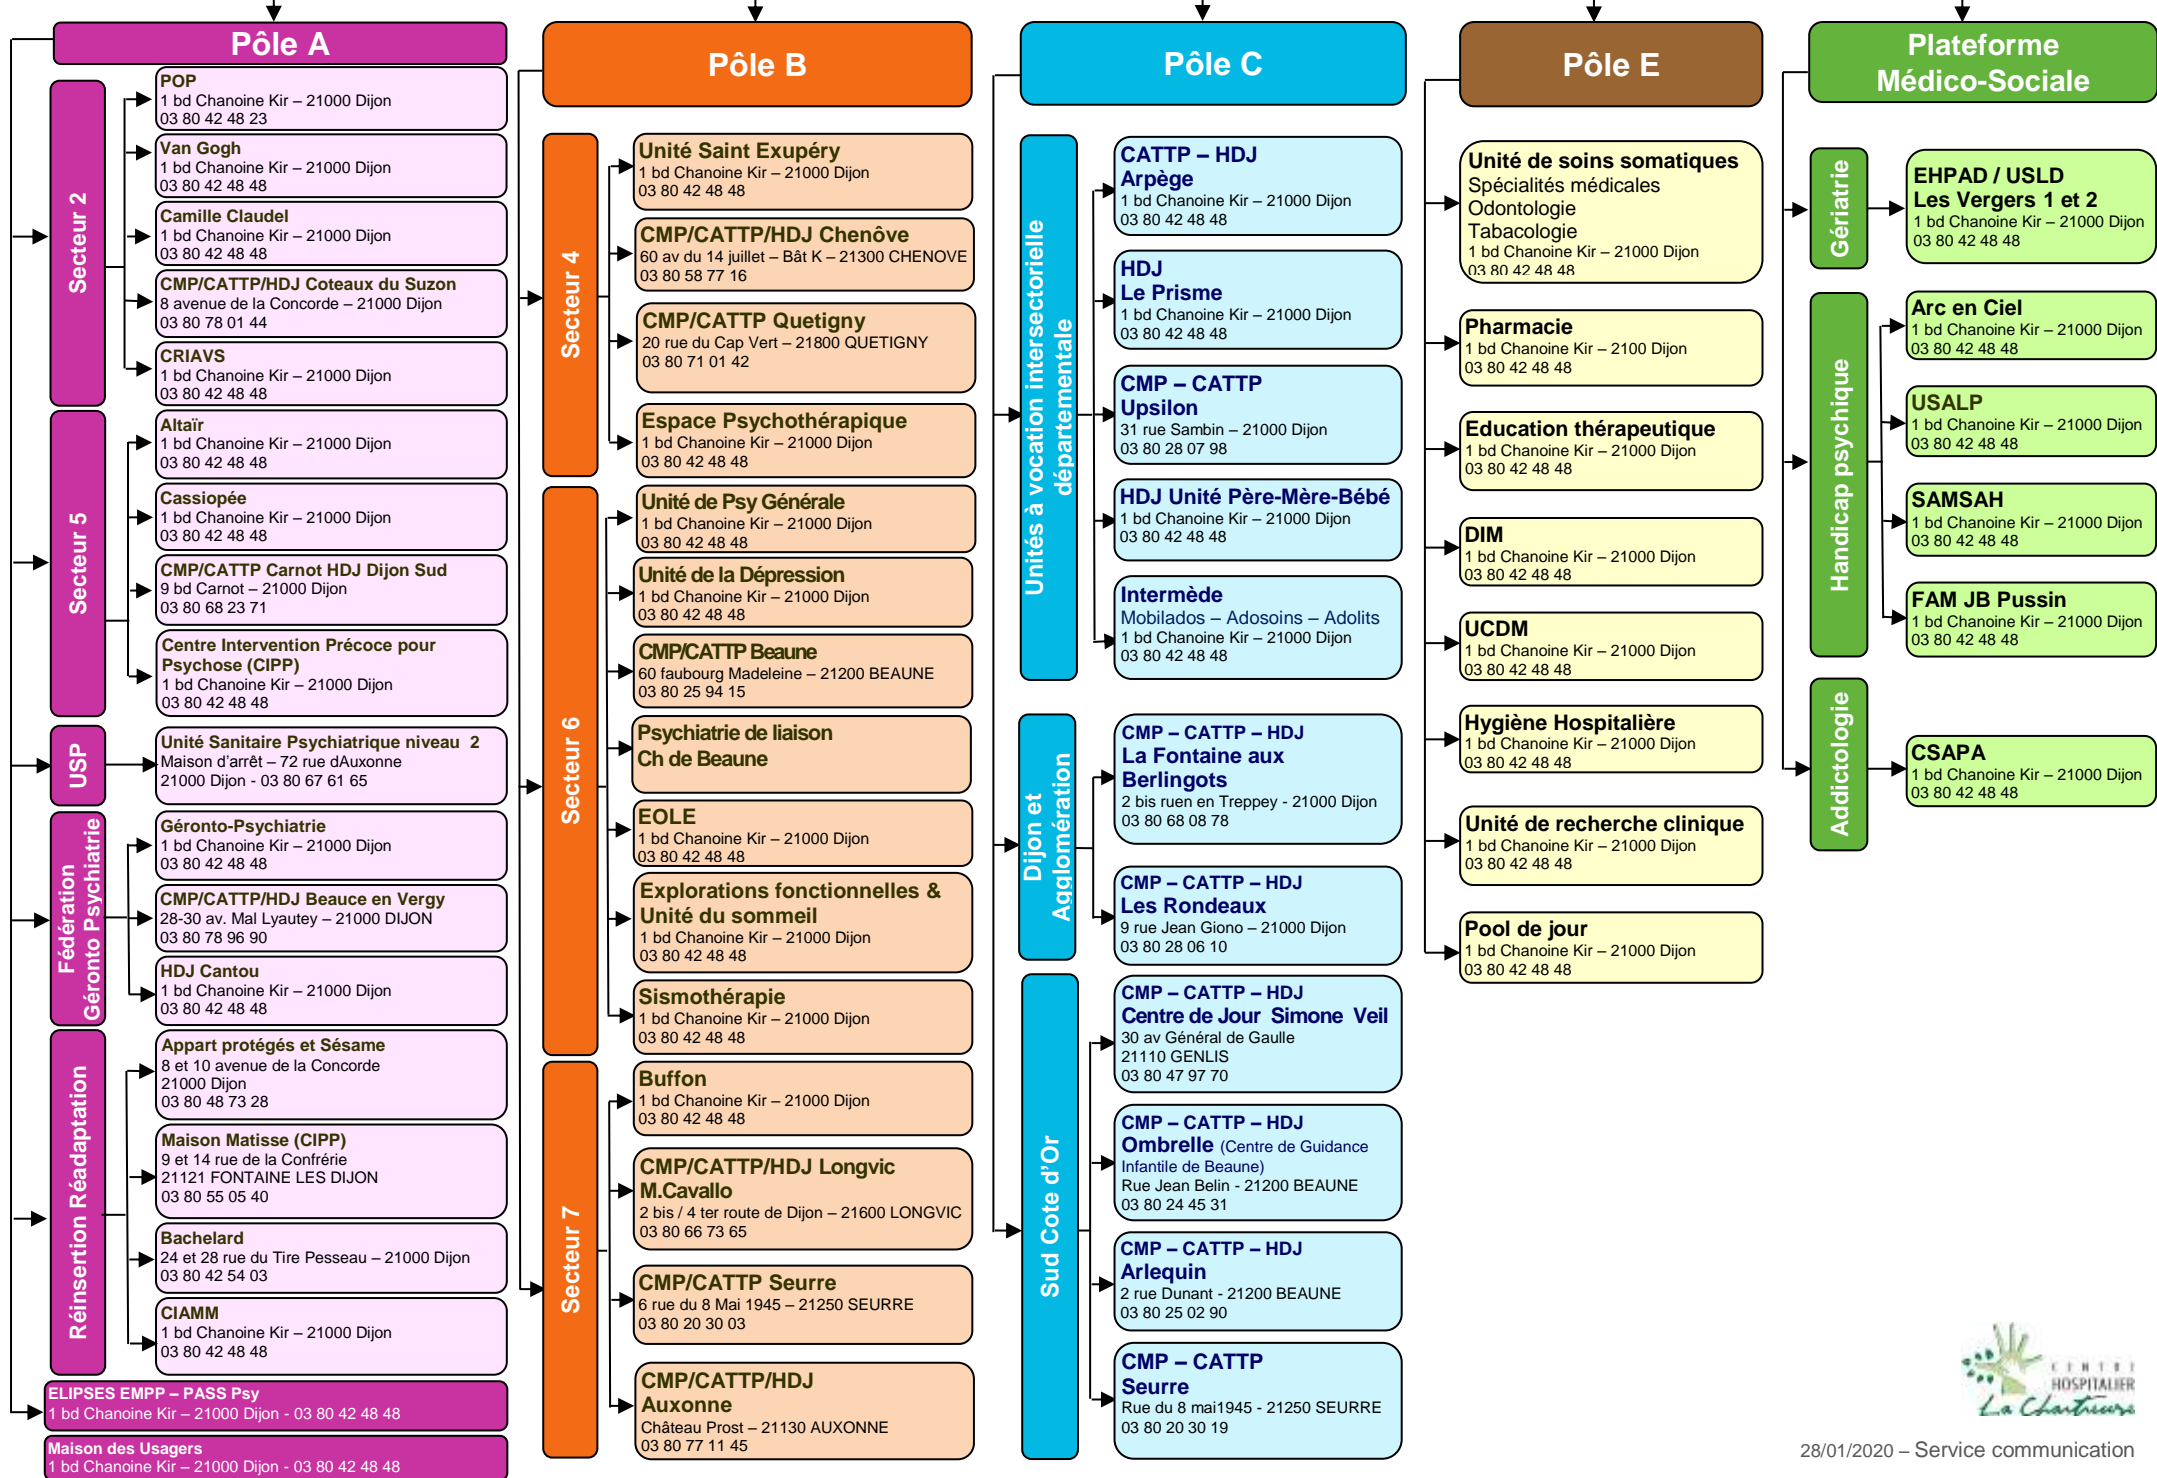 Pôle A
Secteur 2
POP
1 bd Chanoine Kir – 21000 Dijon
03 80 42 48 23
Van Gogh
1 bd Chanoine Kir – 21000 Dijon
03 80 42 48 48
Camille Claudel
1 bd Chanoine Kir – 21000 Dijon
03 80 42 48 48
CMP/CATTP/HDJ Coteaux du Suzon
8 avenue de la Concorde – 21000 Dijon
03 80 78 01 44
CRIAVS
1 bd Chanoine Kir – 21000 Dijon
03 80 42 48 48
Secteur 5
Altaïr
1 bd Chanoine Kir – 21000 Dijon
03 80 42 48 48
Cassiopée
1 bd Chanoine Kir – 21000 Dijon
03 80 42 48 48
CMP/CATTP Carnot HDJ Dijon Sud
9 bd Carnot – 21000 Dijon
03 80 68 23 71
Centre Intervention Précoce pour
Psychose (CIPP)
1 bd Chanoine Kir – 21000 Dijon
03 80 42 48 48
USP
Unité Sanitaire Psychiatrique niveau 2
Maison d'arrêt – 72 rue dAuxonne
21000 Dijon - 03 80 67 61 65
Fédération
Géronto Psychiatrie
Géronto-Psychiatrie
1 bd Chanoine Kir – 21000 Dijon
03 80 42 48 48
CMP/CATTP/HDJ Beauce en Vergy
28-30 av. Mal Lyautey – 21000 DIJON
03 80 78 96 90
HDJ Cantou
1 bd Chanoine Kir – 21000 Dijon
03 80 42 48 48
Réinsertion Réadaptation
Appart protégés et Sésame
8 et 10 avenue de la Concorde
21000 Dijon
03 80 48 73 28
Maison Matisse (CIPP)
9 et 14 rue de la Confrérie
21121 FONTAINE LES DIJON
03 80 55 05 40
Bachelard
24 et 28 rue du Tire Pesseau – 21000 Dijon
03 80 42 54 03
CIAMM
1 bd Chanoine Kir – 21000 Dijon
03 80 42 48 48
ELIPSES EMPP – PASS Psy
1 bd Chanoine Kir – 21000 Dijon - 03 80 42 48 48
Maison des Usagers
1 bd Chanoine Kir – 21000 Dijon - 03 80 42 48 48
Pôle B
Secteur 4
Unité Saint Exupéry
1 bd Chanoine Kir – 21000 Dijon
03 80 42 48 48
CMP/CATTP/HDJ Chenôve
60 av du 14 juillet – Bât K – 21300 CHENOVE
03 80 58 77 16
CMP/CATTP Quetigny
20 rue du Cap Vert – 21800 QUETIGNY
03 80 71 01 42
Espace Psychothérapique
1 bd Chanoine Kir – 21000 Dijon
03 80 42 48 48
Secteur 6
Unité de Psy Générale
1 bd Chanoine Kir – 21000 Dijon
03 80 42 48 48
Unité de la Dépression
1 bd Chanoine Kir – 21000 Dijon
03 80 42 48 48
CMP/CATTP Beaune
60 faubourg Madeleine – 21200 BEAUNE
03 80 25 94 15
Psychiatrie de liaison
Ch de Beaune
EOLE
1 bd Chanoine Kir – 21000 Dijon
03 80 42 48 48
Explorations fonctionnelles &
Unité du sommeil
1 bd Chanoine Kir – 21000 Dijon
03 80 42 48 48
Sismothérapie
1 bd Chanoine Kir – 21000 Dijon
03 80 42 48 48
Secteur 7
Buffon
1 bd Chanoine Kir – 21000 Dijon
03 80 42 48 48
CMP/CATTP/HDJ Longvic
M.Cavallo
2 bis / 4 ter route de Dijon – 21600 LONGVIC
03 80 66 73 65
CMP/CATTP Seurre
6 rue du 8 Mai 1945 – 21250 SEURRE
03 80 20 30 03
CMP/CATTP/HDJ
Auxonne
Château Prost – 21130 AUXONNE
03 80 77 11 45
Pôle C
Unités à vocation intersectorielle
départementale
CATTP – HDJ
Arpège
1 bd Chanoine Kir – 21000 Dijon
03 80 42 48 48
HDJ
Le Prisme
1 bd Chanoine Kir – 21000 Dijon
03 80 42 48 48
CMP – CATTP
Upsilon
31 rue Sambin – 21000 Dijon
03 80 28 07 98
HDJ Unité Père-Mère-Bébé
1 bd Chanoine Kir – 21000 Dijon
03 80 42 48 48
Intermède
Mobilados – Adosoins – Adolits
1 bd Chanoine Kir – 21000 Dijon
03 80 42 48 48
Dijon et
Agglomération
CMP – CATTP – HDJ
La Fontaine aux
Berlingots
2 bis ruen en Treppey - 21000 Dijon
03 80 68 08 78
CMP – CATTP – HDJ
Les Rondeaux
9 rue Jean Giono – 21000 Dijon
03 80 28 06 10
Sud Cote d'Or
CMP – CATTP – HDJ
Centre de Jour Simone Veil
30 av Général de Gaulle
21110 GENLIS
03 80 47 97 70
CMP – CATTP – HDJ
Ombrelle (Centre de Guidance
Infantile de Beaune)
Rue Jean Belin - 21200 BEAUNE
03 80 24 45 31
CMP – CATTP – HDJ
Arlequin
2 rue Dunant - 21200 BEAUNE
03 80 25 02 90
CMP – CATTP
Seurre
Rue du 8 mai1945 - 21250 SEURRE
03 80 20 30 19
Pôle E
Unité de soins somatiques
Spécialités médicales
Odontologie
Tabacologie
1 bd Chanoine Kir – 21000 Dijon
03 80 42 48 48
Pharmacie
1 bd Chanoine Kir – 2100 Dijon
03 80 42 48 48
Education thérapeutique
1 bd Chanoine Kir – 21000 Dijon
03 80 42 48 48
DIM
1 bd Chanoine Kir – 21000 Dijon
03 80 42 48 48
UCDM
1 bd Chanoine Kir – 21000 Dijon
03 80 42 48 48
Hygiène Hospitalière
1 bd Chanoine Kir – 21000 Dijon
03 80 42 48 48
Unité de recherche clinique
1 bd Chanoine Kir – 21000 Dijon
03 80 42 48 48
Pool de jour
1 bd Chanoine Kir – 21000 Dijon
03 80 42 48 48
Plateforme
Médico-Sociale
Gériatrie
EHPAD / USLD
Les Vergers 1 et 2
1 bd Chanoine Kir – 21000 Dijon
03 80 42 48 48
Handicap psychique
Arc en Ciel
1 bd Chanoine Kir – 21000 Dijon
03 80 42 48 48
USALP
1 bd Chanoine Kir – 21000 Dijon
03 80 42 48 48
SAMSAH
1 bd Chanoine Kir – 21000 Dijon
03 80 42 48 48
FAM JB Pussin
1 bd Chanoine Kir – 21000 Dijon
03 80 42 48 48
Addictologie
CSAPA
1 bd Chanoine Kir – 21000 Dijon
03 80 42 48 48
CENTRE
HOSPITALIER
La Chartreuse
28/01/2020 – Service communication